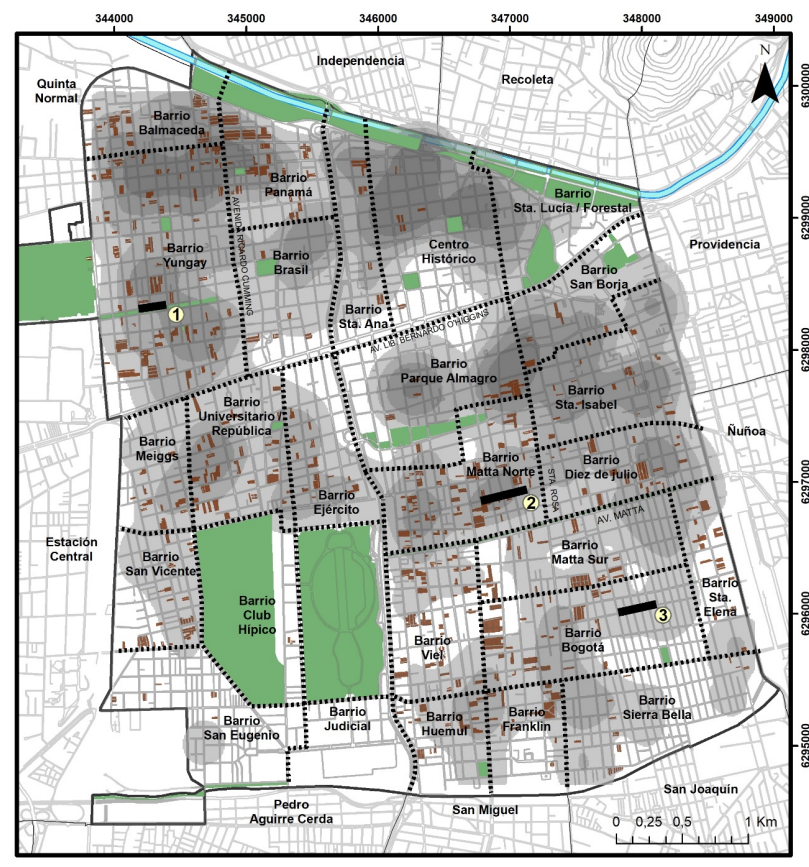 344000 345000 346000 347000 348000 349000
Independencia
Recoleta
N
Quinta
Normal
6300000
Barrio
Balmaceda
Barrio
Panamá
Barrio
Sta. Lucía / Forestal
6299000
AVENIDA RICARDO CUMMING
Barrio
Yungay
Barrio
Brasil
Centro
Histórico
Providencia
Barrio
San Borja
1
Barrio
Sta. Ana
AV. LIB. BERNARDO O'HIGGINS
6298000
Barrio
Parque Almagro
Barrio
Sta. Isabel
Barrio
Universitario /
República
Barrio
Meiggs
Ñuñoa
Barrio
Matta Norte
Barrio
Diez de julio
6297000
STA. ROSA
Barrio
Ejército
2
AV. MATTA
Estación
Central
Barrio
San Vicente
Barrio
Matta Sur
Barrio
Sta.
Elena
Barrio
Club
Hípico
3
6296000
Barrio
Viel
Barrio
Bogotá
Barrio
San Eugenio
Barrio
Judicial
Barrio
Huemul
Barrio
Franklin
Barrio
Sierra Bella
6295000
Pedro
Aguirre Cerda
San Miguel
San Joaquín
0 0,25 0,5 1 Km